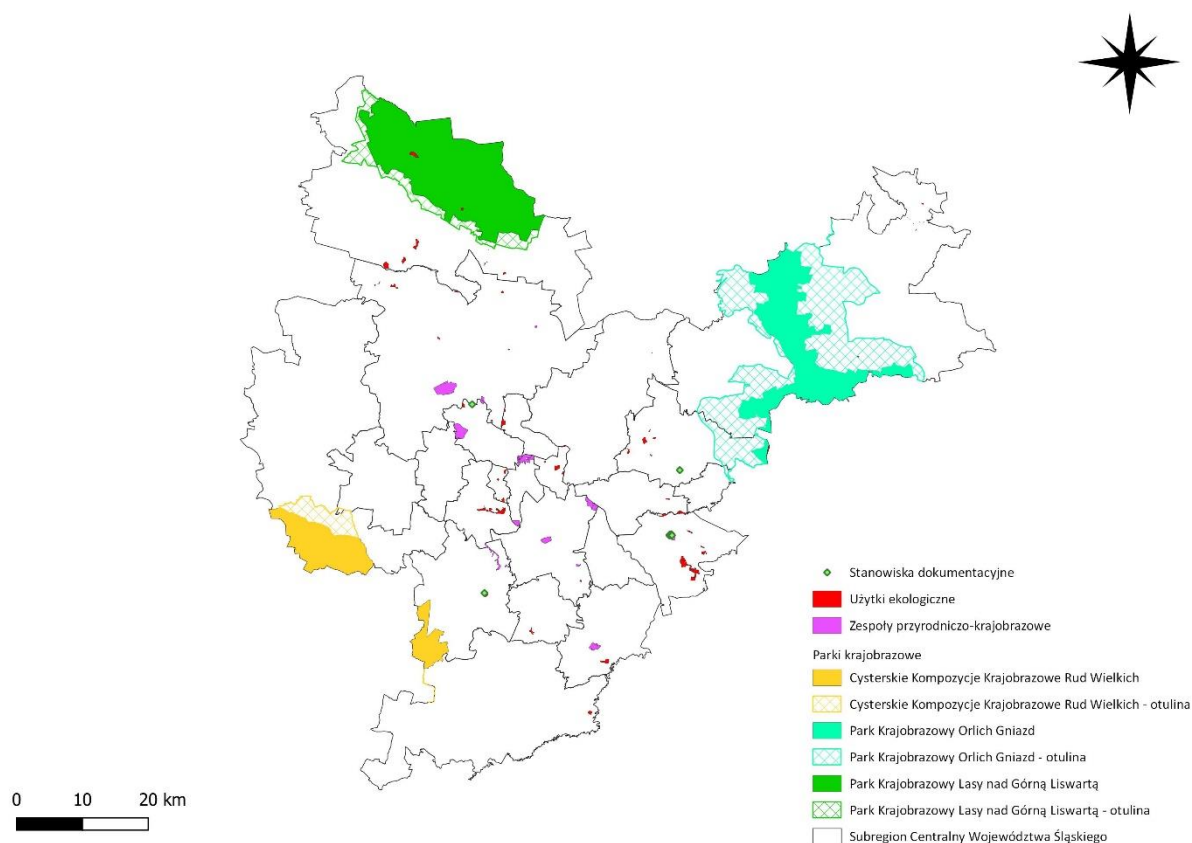 Stanowiska dokumentacyjne
Użytki ekologiczne
Zespoły przyrodniczo-krajobrazowe
Parki krajobrazowe
Cysterskie Kompozycje Krajobrazowe Rud Wielkich
Cysterskie Kompozycje Krajobrazowe Rud Wielkich - otulina
Park Krajobrazowy Orlich Gniazd
Park Krajobrazowy Orlich Gniazd - otulina
Park Krajobrazowy Lasy nad Górną Liswartą
Park Krajobrazowy Lasy nad Górną Liswartą - otulina
Subregion Centralny Województwa Śląskiego
0 10 20 km